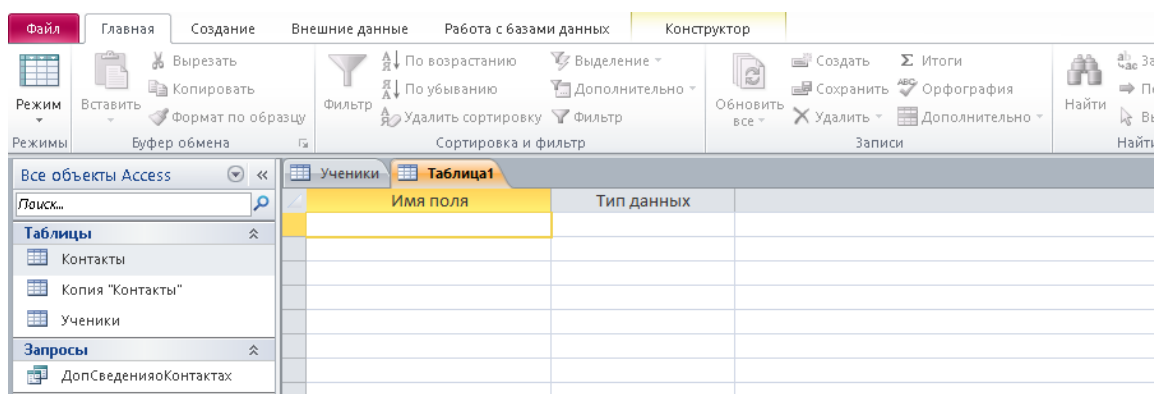 Файл Главная Создание Внешние данные Работа с базами данных Конструктор
Режим
Режимы
Вставить
Вырезать
Копировать
Формат по образцу
Буфер обмена
Фильтр
По возрастанию
По убыванию
Удалить сортировку
Выделение
Дополнительно
Фильтр
Сортировка и фильтр
Обновить
все
Создать
Сохранить
Удалить
Итоги
Орфография
Дополнительно
Записи
Найти
Все объекты Access
Поиск...
Таблицы
Контакты
Копия "Контакты"
Ученики
Запросы
ДопСведенияоКонтактах
Ученики Таблица1
Имя поля Тип данных